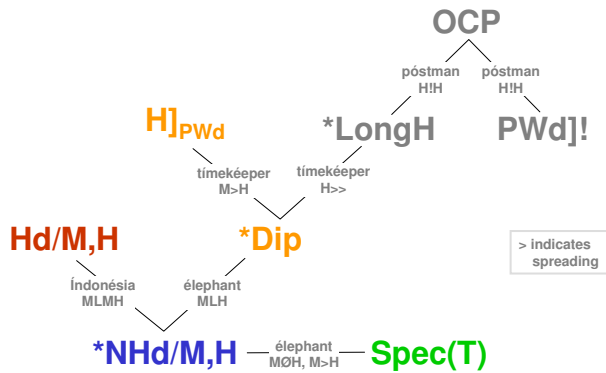 OCP
póstman
H!H
póstman
H!H
H]PWd
*LongH
PWd]!
tímekéeper
M>H
tímekéeper
H>>
Hd/M,H
*Dip
> indicates
spreading
Índonésia
MLMH
élephant
MLH
*NHd/M,H
élephant
MØH, M>H
Spec(T)